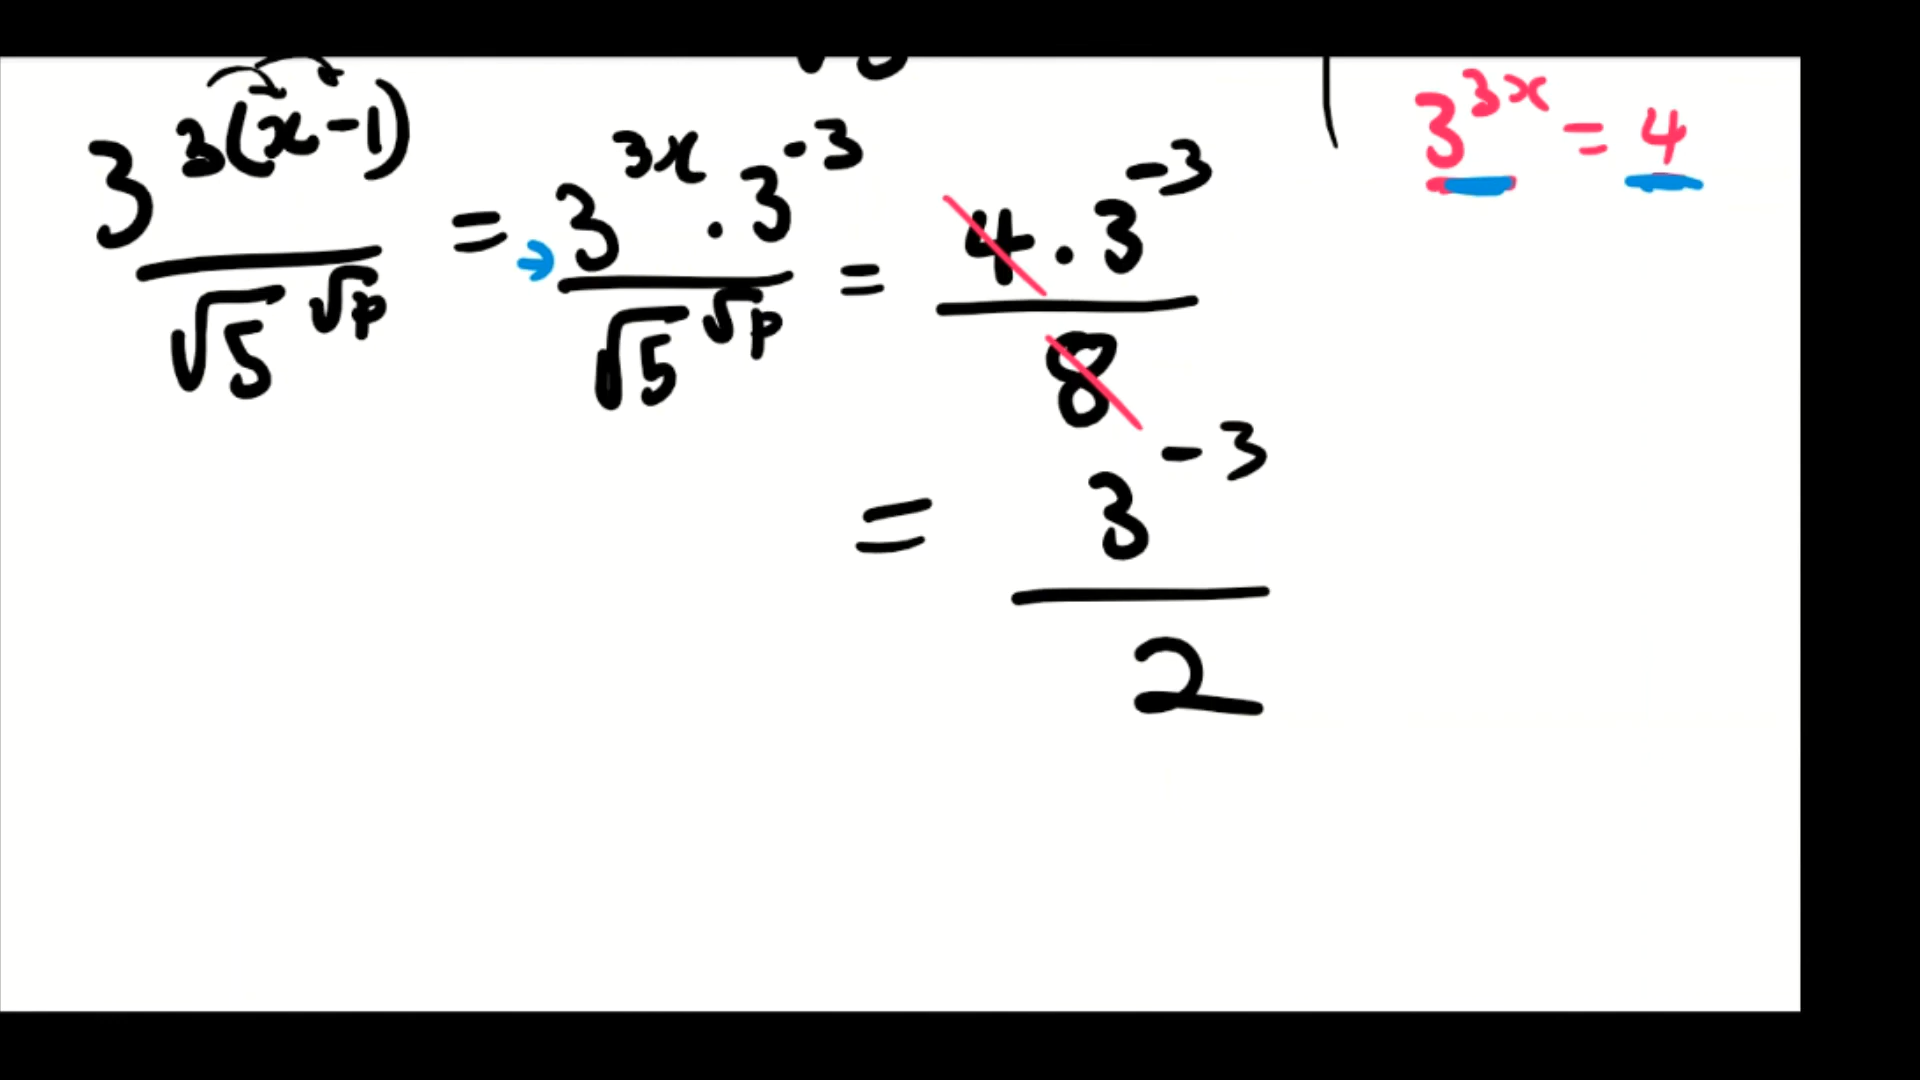 3^{3(x-1)} / √5^{√p} = 3^{3x} · 3^{-3} / √5^{√p} = 4 · 3^{-3} / 8
3^{3x} = 4
= 3^{-3} / 2